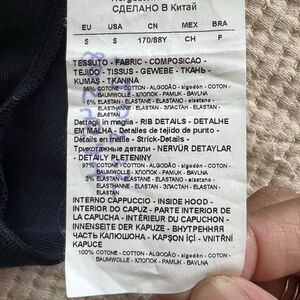 СДЕЛАНО В Китай
EU USA CN MEX BRA
S S 170/88Y CH P
TESSUTO - FABRIC - COMPOSICAO -
TEJIDO - TISSUS - GEWEBE - ТКАНЬ -
KUMAS - TKANINA
95% COTONE - COTTON - ALGODÃO - algodón - COTON
BAUMWOLLE - ХЛОПОК - PAMUK - BAVLNA
5% ELASTAN - ELASTAN - ELASTAN - elastano -
ELASTHANNE - ELASTAN - ЭЛАСТАН - ELASTAN
ELASTAN
Dettagli in maglia - RIB DETAILS - DETALHE
EM MALHA - Detalles de tejido de punto -
Détails en maille - Strick-Details -
Трикотажные детали - NERVÜR DETAYLAR
- DETAILY PLETENINY
97% COTONE - COTTON - ALGODÃO - algodón - COTON
BAUMWOLLE - ХЛОПОК - PAMUK - BAVLNA
3% ELASTAN - ELASTAN - ELASTAN - elastano -
ELASTHANNE - ELASTAN - ЭЛАСТАН - ELASTAN
ELASTAN
INTERNO CAPPUCCIO - INSIDE HOOD -
INTERIOR DO CAPUZ - PARTE INTERIOR DE
LA CAPUCHA - INTÉRIEUR DU CAPUCHON -
INNENSEITE DER KAPUZE - ВНУТРЕННЯЯ
ЧАСТЬ КАПЮШОНА - KAPŞON İÇİ - VNITŘNÍ
KAPUCE
100% COTONE - COTTON - ALGODÃO - algodón - COTON
BAUMWOLLE - ХЛОПОК - PAMUK - BAVLNA